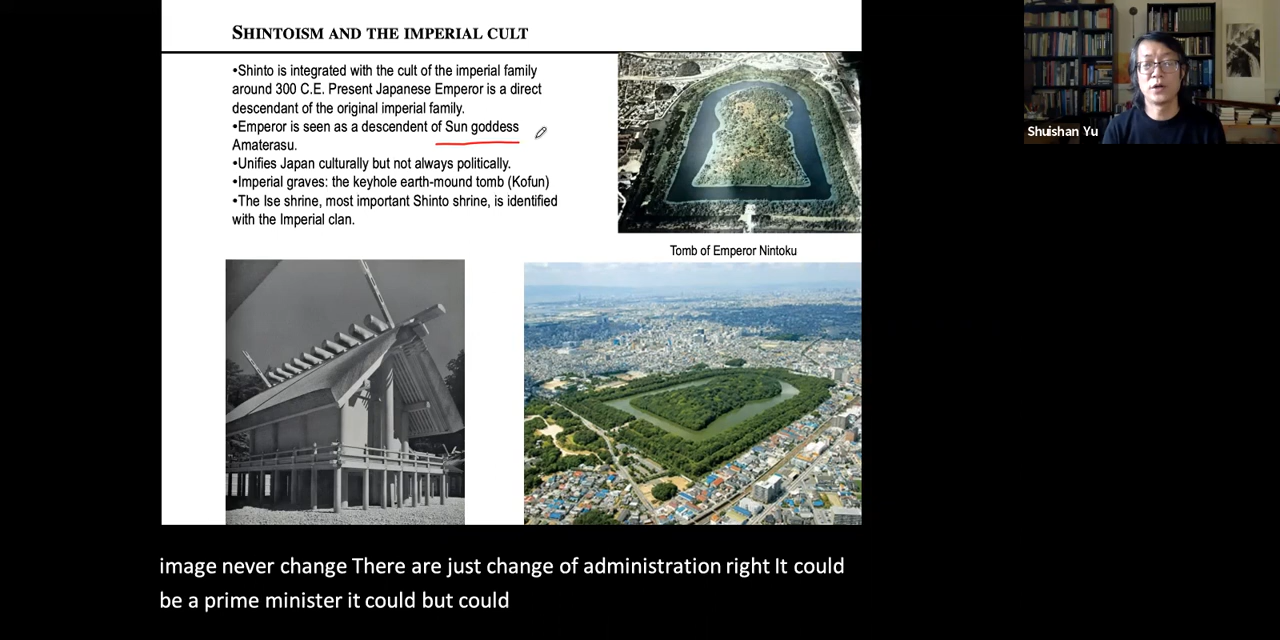 SHINTOISM AND THE IMPERIAL CULT
•Shinto is integrated with the cult of the imperial family
around 300 C.E. Present Japanese Emperor is a direct
descendant of the original imperial family.
•Emperor is seen as a descendent of Sun goddess
Amaterasu.
•Unifies Japan culturally but not always politically.
•Imperial graves: the keyhole earth-mound tomb (Kofun)
•The Ise shrine, most important Shinto shrine, is identified
with the Imperial clan.
Tomb of Emperor Nintoku
Shuishan Yu
image never change There are just change of administration right It could
be a prime minister it could but could